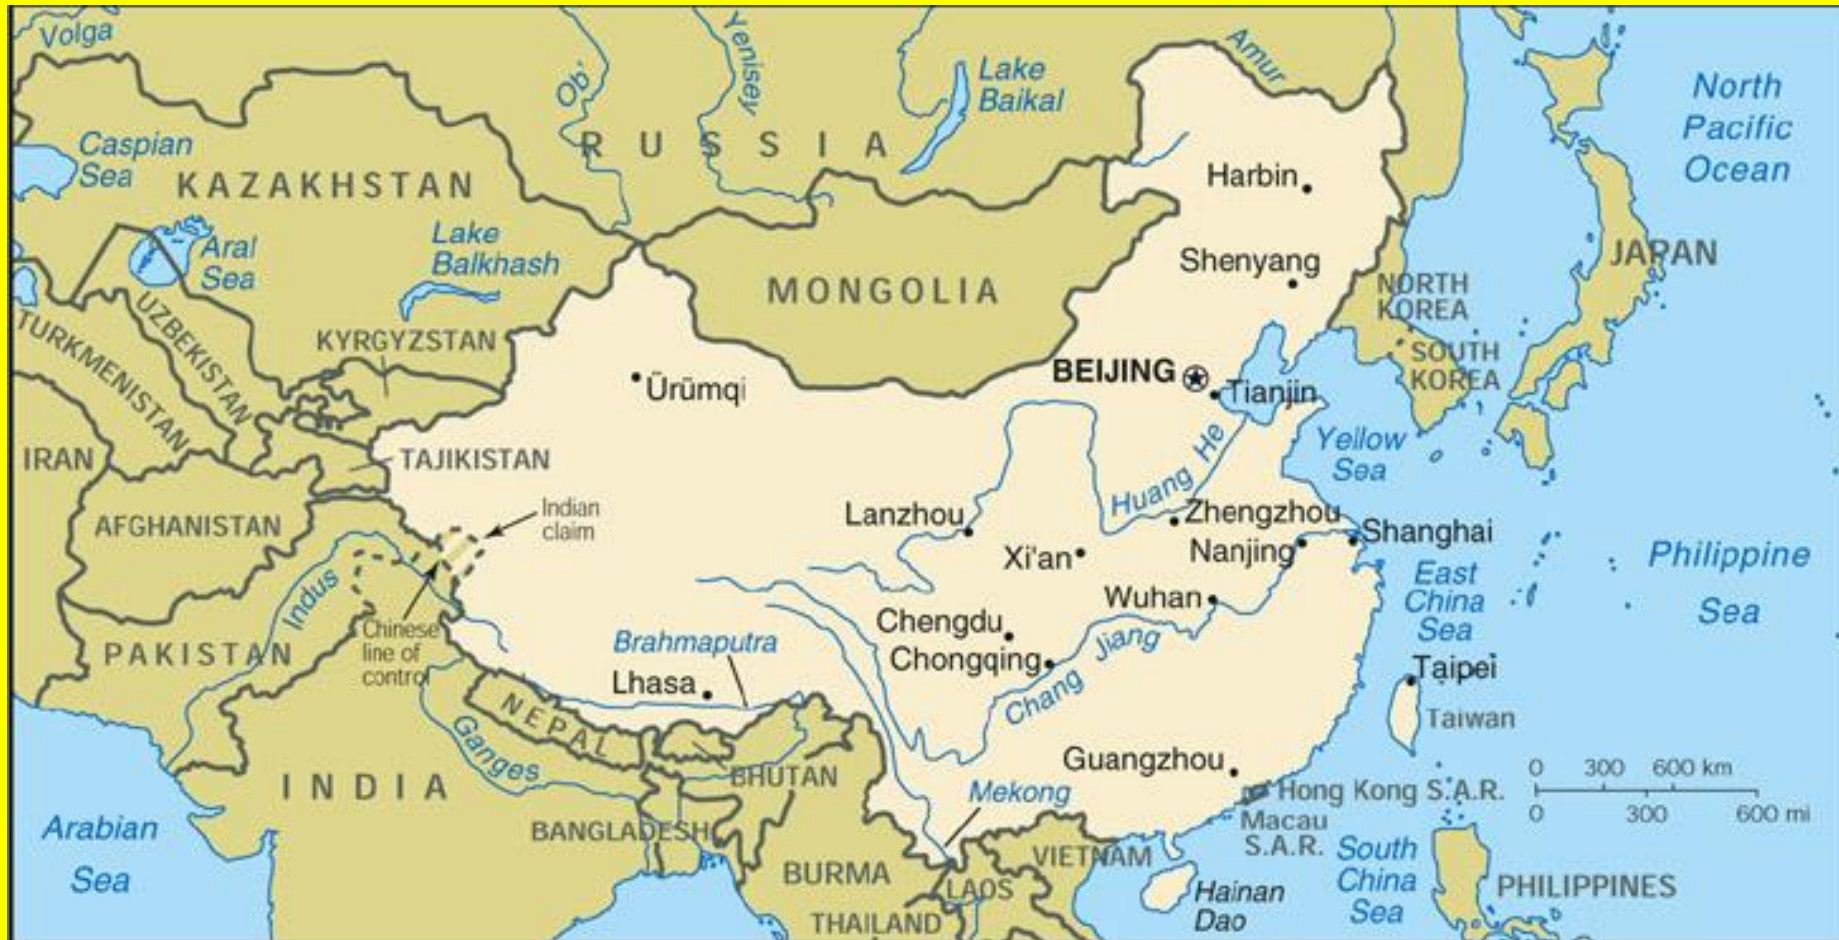 Volga
Ob'
Yenisey
Lake
Baikal
Amur
North
Pacific
Ocean
Caspian
Sea
RUSSIA
KAZAKHSTAN
Harbin
Aral
Sea
Lake
Balkhash
Shenyang
JAPAN
MONGOLIA
NORTH
KOREA
UZBEKISTAN
TURKMENISTAN
KYRGYZSTAN
SOUTH
KOREA
BEIJING
Tianjin
Ürümqi
IRAN
TAJIKISTAN
Huang He
Yellow
Sea
AFGHANISTAN
Indian
claim
Lanzhou
Zhengzhou
Shanghai
Xi'an
Nanjing
Philippine
Sea
Indus
East
China
Sea
Wuhan
Chinese
line of
control
Chengdu
Chang Jiang
PAKISTAN
Brahmaputra
Chongqing
Lhasa
Taipei
Taiwan
NEPAL
Ganges
Guangzhou
BHUTAN
INDIA
0 300 600 km
0 300 600 mi
Mekong
Hong Kong S.A.R.
Macau
S.A.R.
Arabian
Sea
BANGLADESH
VIETNAM
South
China
Sea
BURMA
LAOS
Hainan
Dao
PHILIPPINES
THAILAND